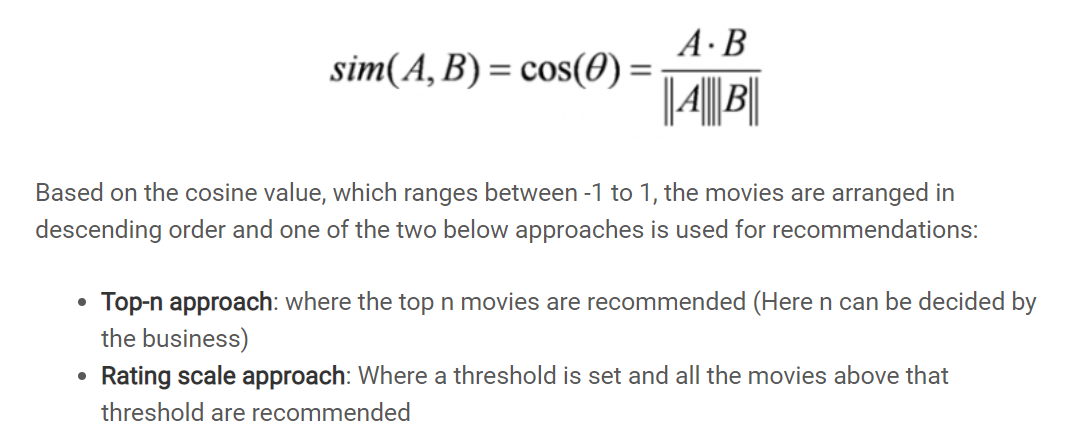 sim(A, B) = cos(θ) = A · B / ‖A‖‖B‖
Based on the cosine value, which ranges between -1 to 1, the movies are arranged in
descending order and one of the two below approaches is used for recommendations:
• Top-n approach: where the top n movies are recommended (Here n can be decided by
the business)
• Rating scale approach: Where a threshold is set and all the movies above that
threshold are recommended